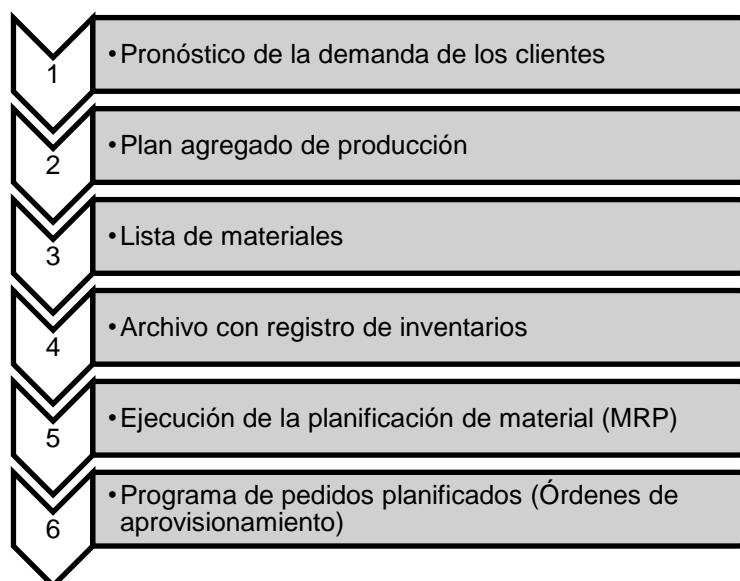 1
•Pronóstico de la demanda de los clientes
2
•Plan agregado de producción
3
•Lista de materiales
4
•Archivo con registro de inventarios
5
•Ejecución de la planificación de material (MRP)
6
•Programa de pedidos planificados (Órdenes de
aprovisionamiento)